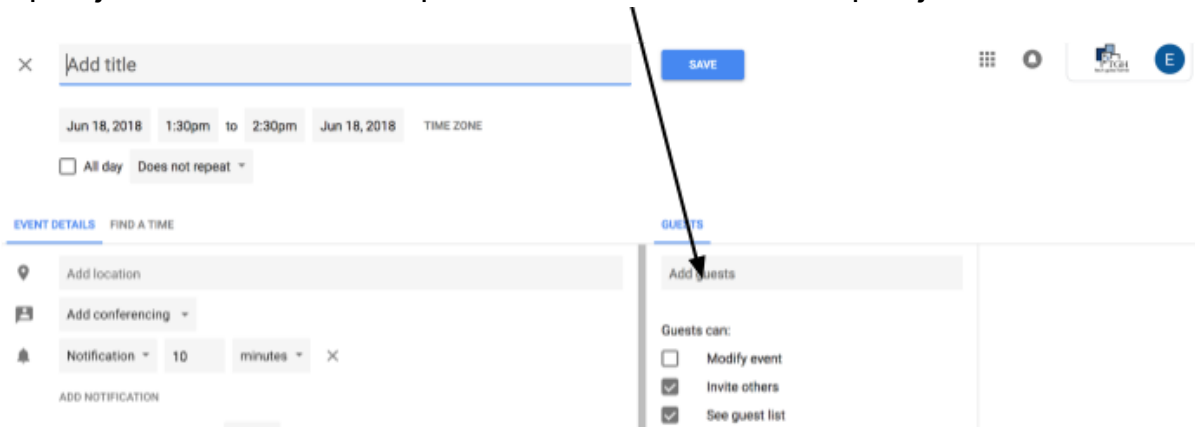 Add title
SAVE
TGH
E
Jun 18, 2018 1:30pm to 2:30pm Jun 18, 2018 TIME ZONE
All day Does not repeat
EVENT DETAILS FIND A TIME
GUESTS
Add location
Add guests
Add conferencing
Guests can:
Notification 10 minutes
Modify event
Invite others
ADD NOTIFICATION
See guest list